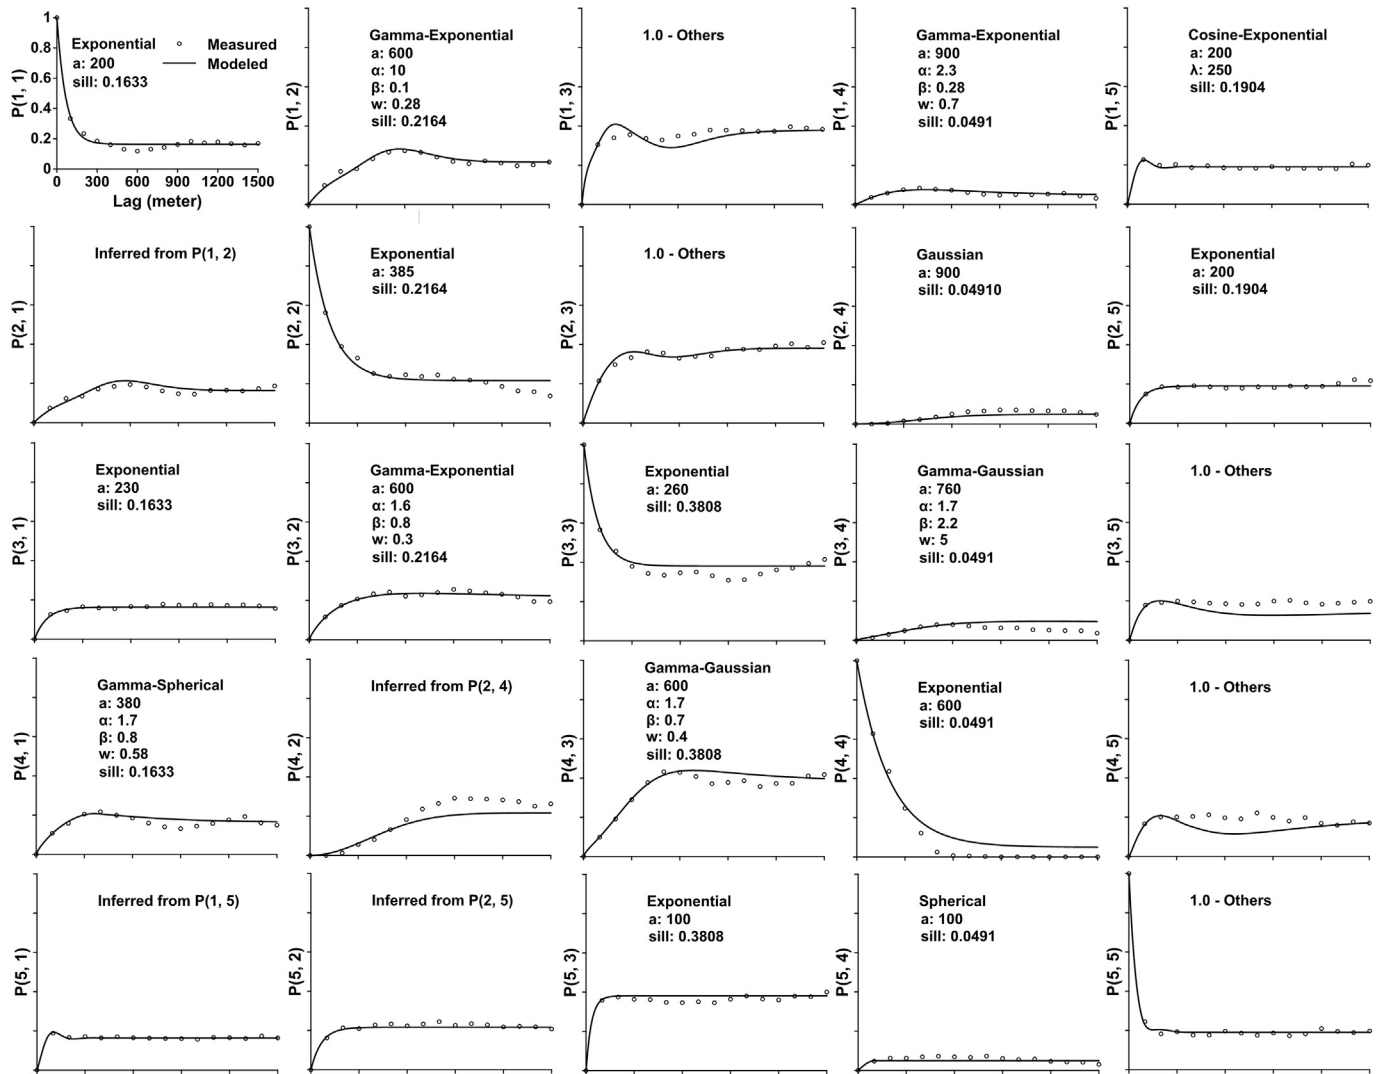 P(1, 1)
1
0.8
0.6
0.4
0.2
0
0
300
600
900
1200
1500
Lag (meter)
Exponential
a: 200
sill: 0.1633
Measured
Modeled
P(1, 2)
Gamma-Exponential
a: 600
α: 10
β: 0.1
w: 0.28
sill: 0.2164
P(1, 3)
1.0 - Others
P(1, 4)
Gamma-Exponential
a: 900
α: 2.3
β: 0.28
w: 0.7
sill: 0.0491
P(1, 5)
Cosine-Exponential
a: 200
λ: 250
sill: 0.1904
P(2, 1)
Inferred from P(1, 2)
P(2, 2)
Exponential
a: 385
sill: 0.2164
P(2, 3)
1.0 - Others
P(2, 4)
Gaussian
a: 900
sill: 0.04910
P(2, 5)
Exponential
a: 200
sill: 0.1904
P(3, 1)
Exponential
a: 230
sill: 0.1633
P(3, 2)
Gamma-Exponential
a: 600
α: 1.6
β: 0.8
w: 0.3
sill: 0.2164
P(3, 3)
Exponential
a: 260
sill: 0.3808
P(3, 4)
Gamma-Gaussian
a: 760
α: 1.7
β: 2.2
w: 5
sill: 0.0491
P(3, 5)
1.0 - Others
P(4, 1)
Gamma-Spherical
a: 380
α: 1.7
β: 0.8
w: 0.58
sill: 0.1633
P(4, 2)
Inferred from P(2, 4)
P(4, 3)
Gamma-Gaussian
a: 600
α: 1.7
β: 0.7
w: 0.4
sill: 0.3808
P(4, 4)
Exponential
a: 600
sill: 0.0491
P(4, 5)
1.0 - Others
P(5, 1)
Inferred from P(1, 5)
P(5, 2)
Inferred from P(2, 5)
P(5, 3)
Exponential
a: 100
sill: 0.3808
P(5, 4)
Spherical
a: 100
sill: 0.0491
P(5, 5)
1.0 - Others